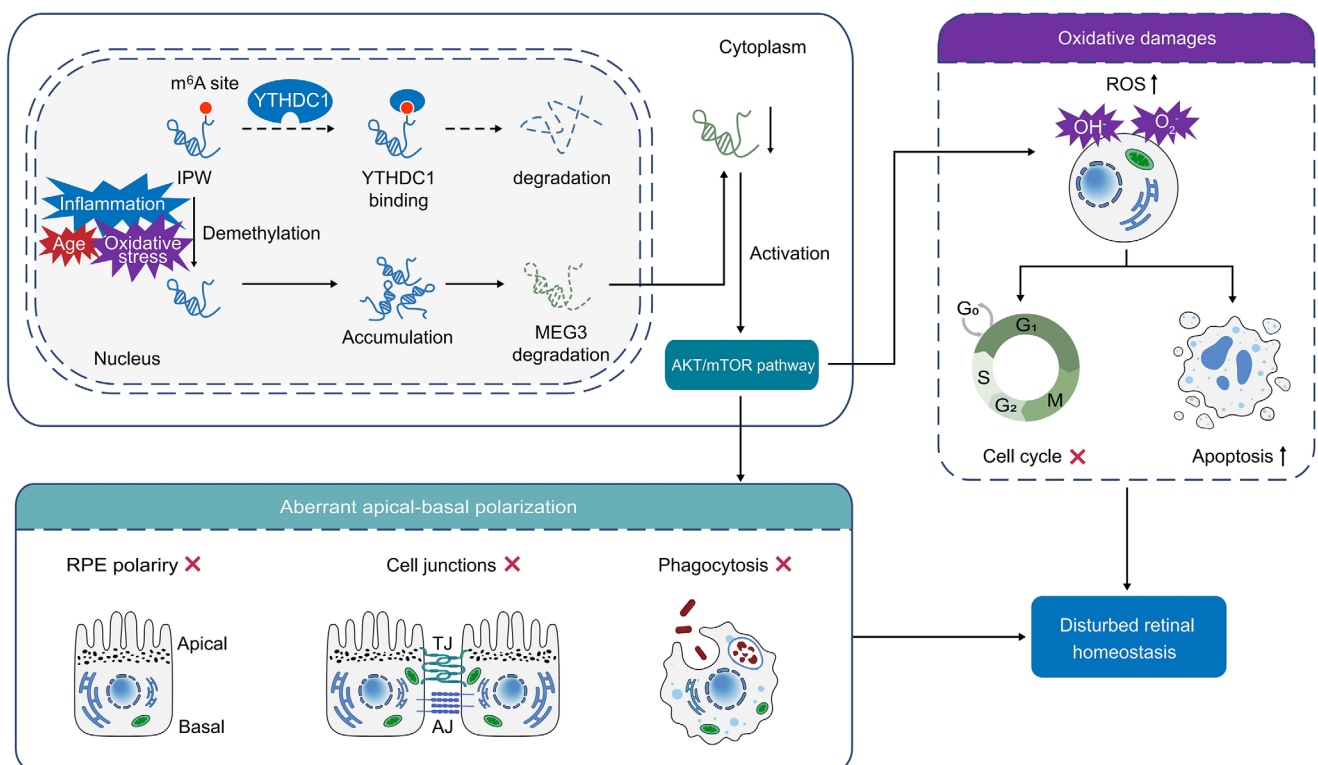 Cytoplasm
m⁶A site
YTHDC1
IPW
YTHDC1
binding
degradation
Inflammation
Age
Oxidative
stress
Demethylation
Activation
Accumulation
MEG3
degradation
Nucleus
AKT/mTOR pathway
Oxidative damages
ROS
OH⁻
O₂⁻
G₀
G₁
S
G₂
M
Cell cycle
Apoptosis
Aberrant apical-basal polarization
RPE polariry
Cell junctions
Phagocytosis
Apical
Basal
TJ
AJ
Disturbed retinal
homeostasis